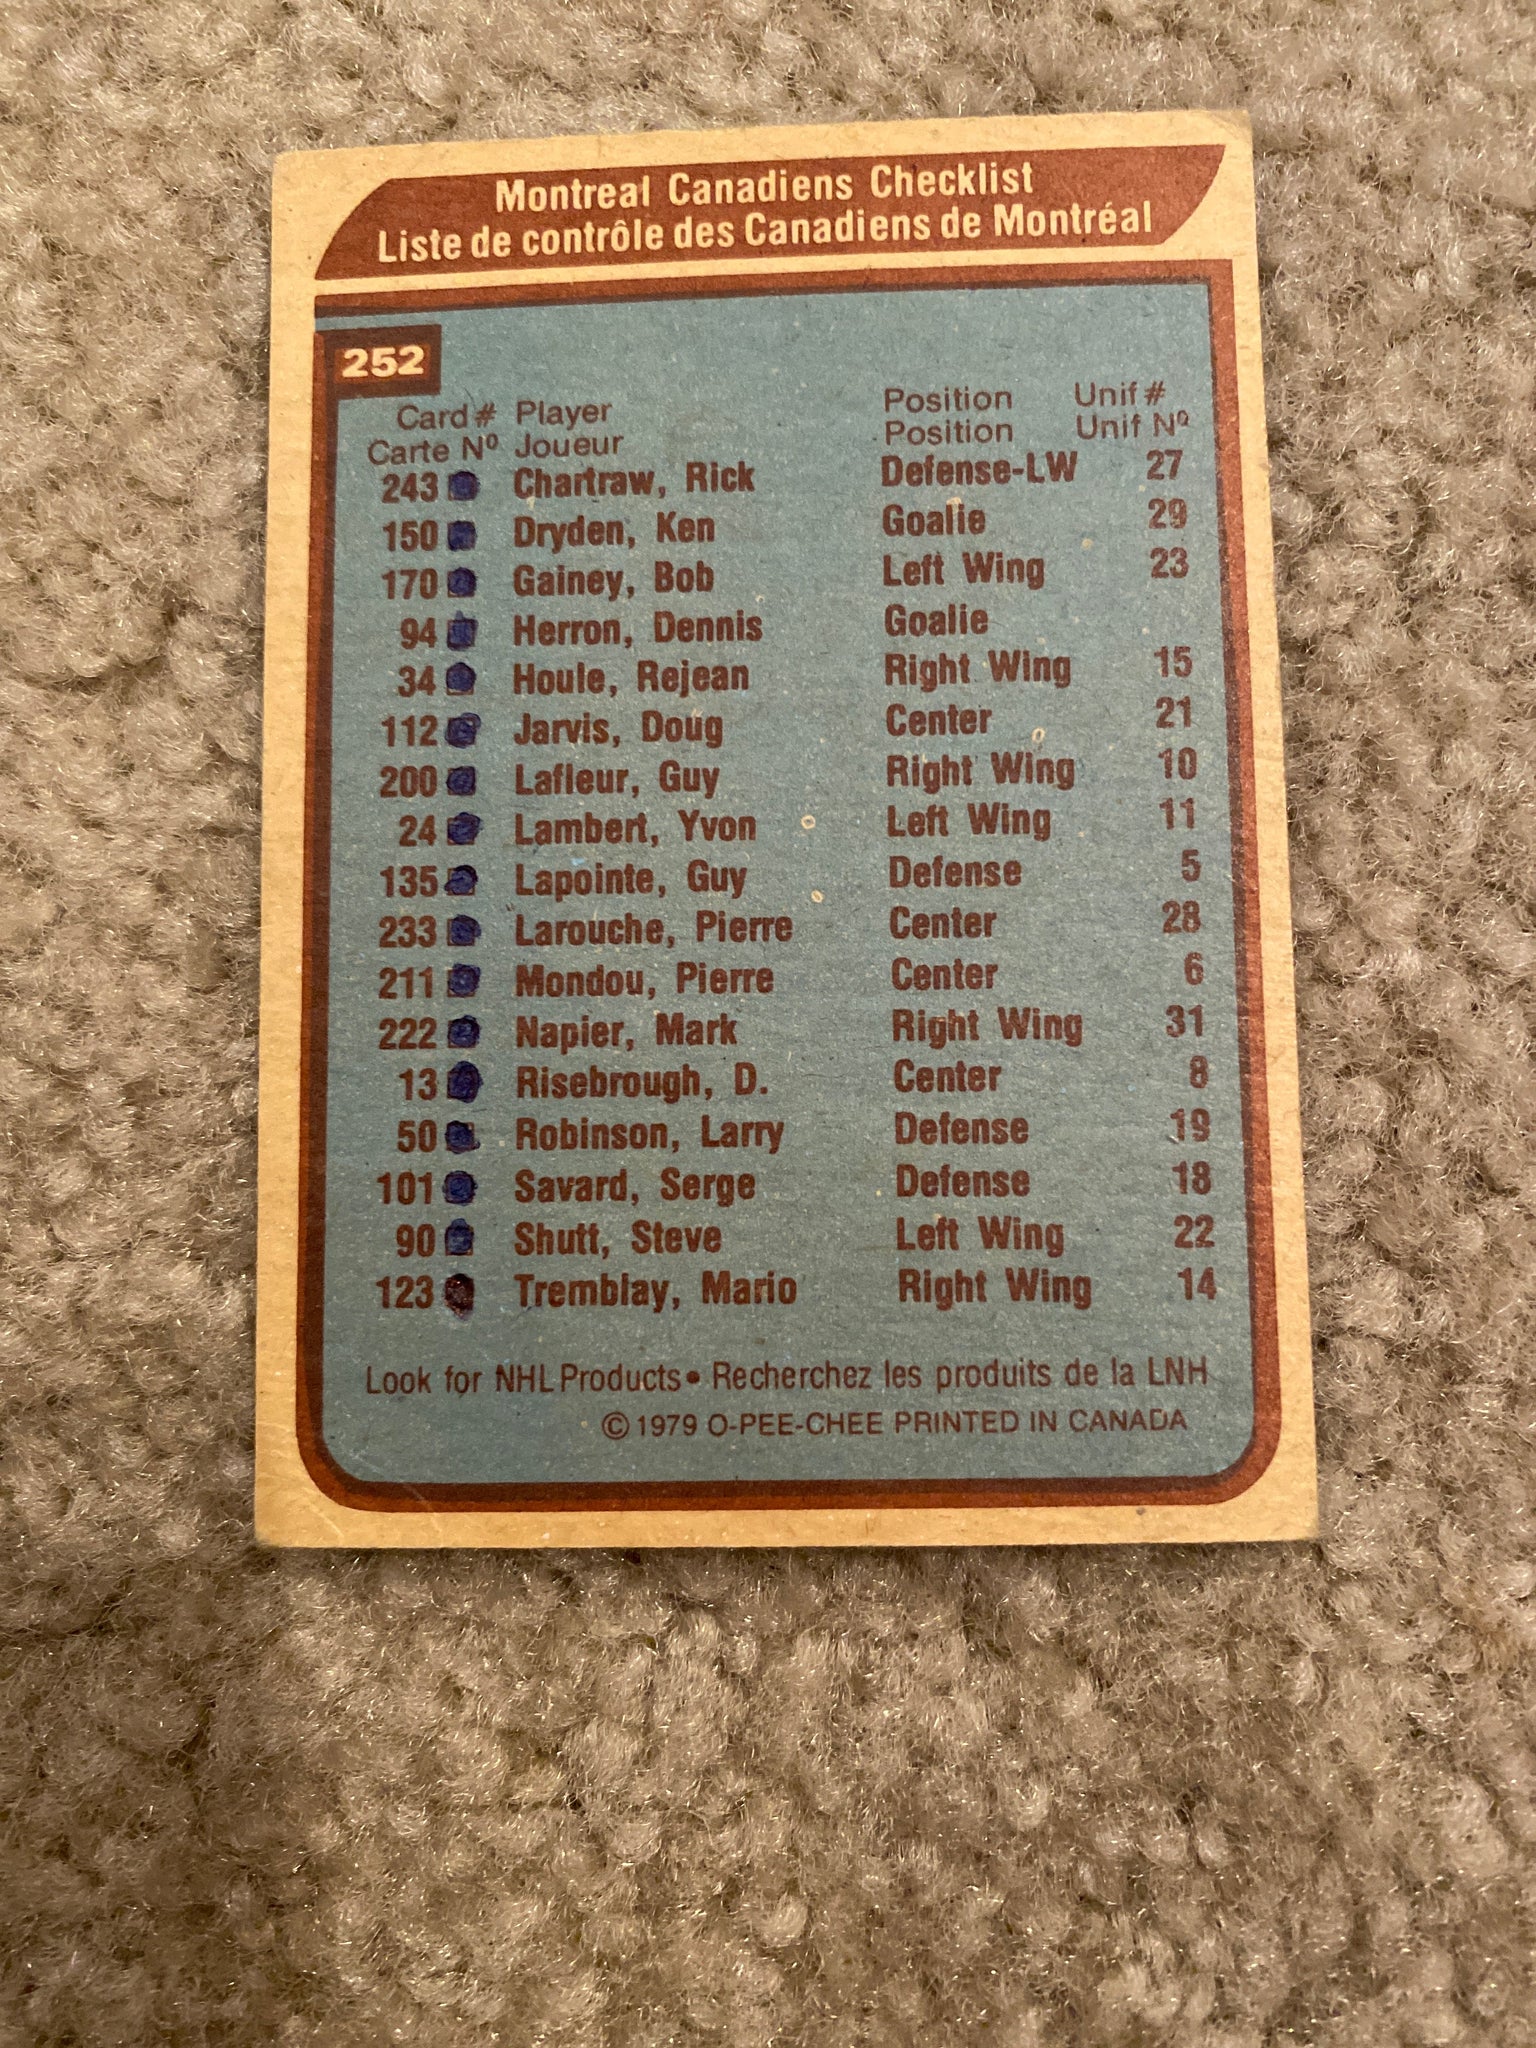 Montreal Canadiens Checklist
Liste de contrôle des Canadiens de Montréal
252
Card # Player Position Unif #
Carte Nº Joueur Position Unif Nº
243 Chartraw, Rick Defense-LW 27
150 Dryden, Ken Goalie 29
170 Gainey, Bob Left Wing 23
94 Herron, Dennis Goalie
34 Houle, Rejean Right Wing 15
112 Jarvis, Doug Center 21
200 Lafleur, Guy Right Wing 10
24 Lambert, Yvon Left Wing 11
135 Lapointe, Guy Defense 5
233 Larouche, Pierre Center 28
211 Mondou, Pierre Center 6
222 Napier, Mark Right Wing 31
13 Risebrough, D. Center 8
50 Robinson, Larry Defense 19
101 Savard, Serge Defense 18
90 Shutt, Steve Left Wing 22
123 Tremblay, Mario Right Wing 14
Look for NHL Products • Recherchez les produits de la LNH
© 1979 O-PEE-CHEE PRINTED IN CANADA